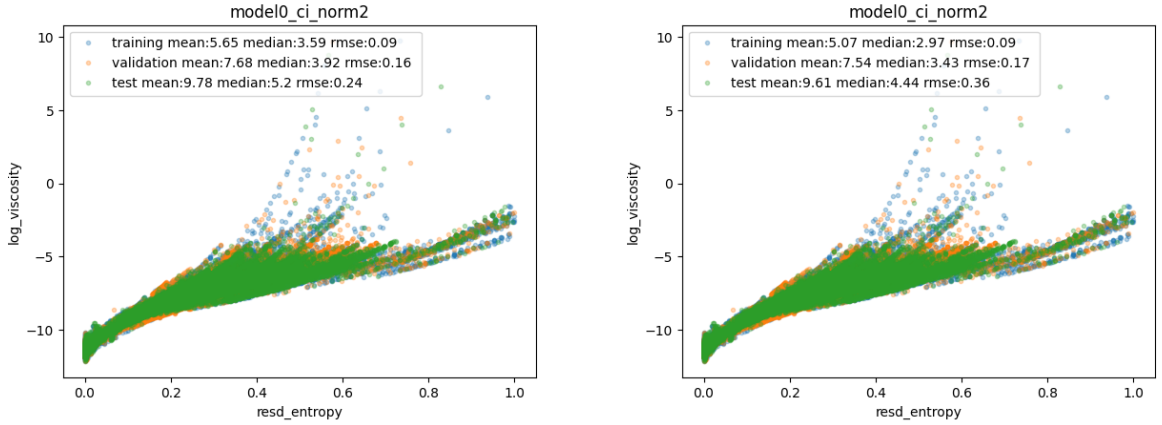 model0_ci_norm2
10
5
0
−5
−10
log_viscosity
training mean:5.65 median:3.59 rmse:0.09
validation mean:7.68 median:3.92 rmse:0.16
test mean:9.78 median:5.2 rmse:0.24
0.0 0.2 0.4 0.6 0.8 1.0
resd_entropy
model0_ci_norm2
10
5
0
−5
−10
log_viscosity
training mean:5.07 median:2.97 rmse:0.09
validation mean:7.54 median:3.43 rmse:0.17
test mean:9.61 median:4.44 rmse:0.36
0.0 0.2 0.4 0.6 0.8 1.0
resd_entropy